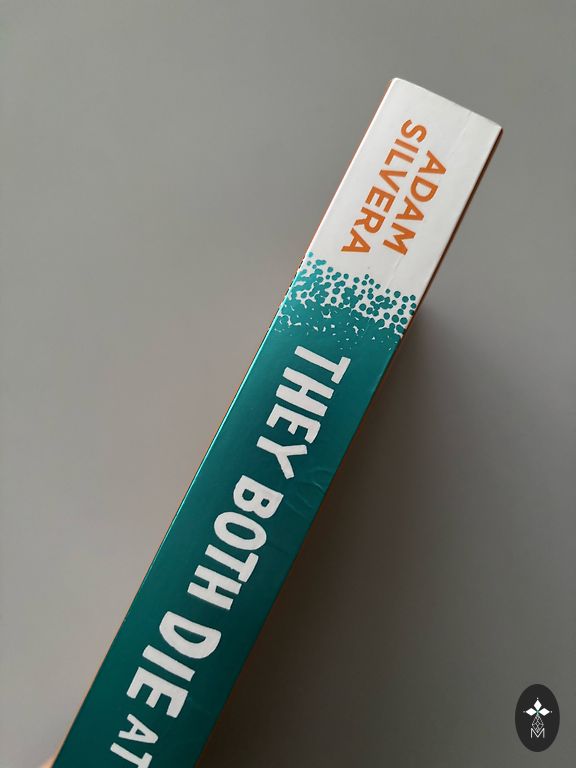 ADAM
SILVERA
THEY BOTH DIE AT
M